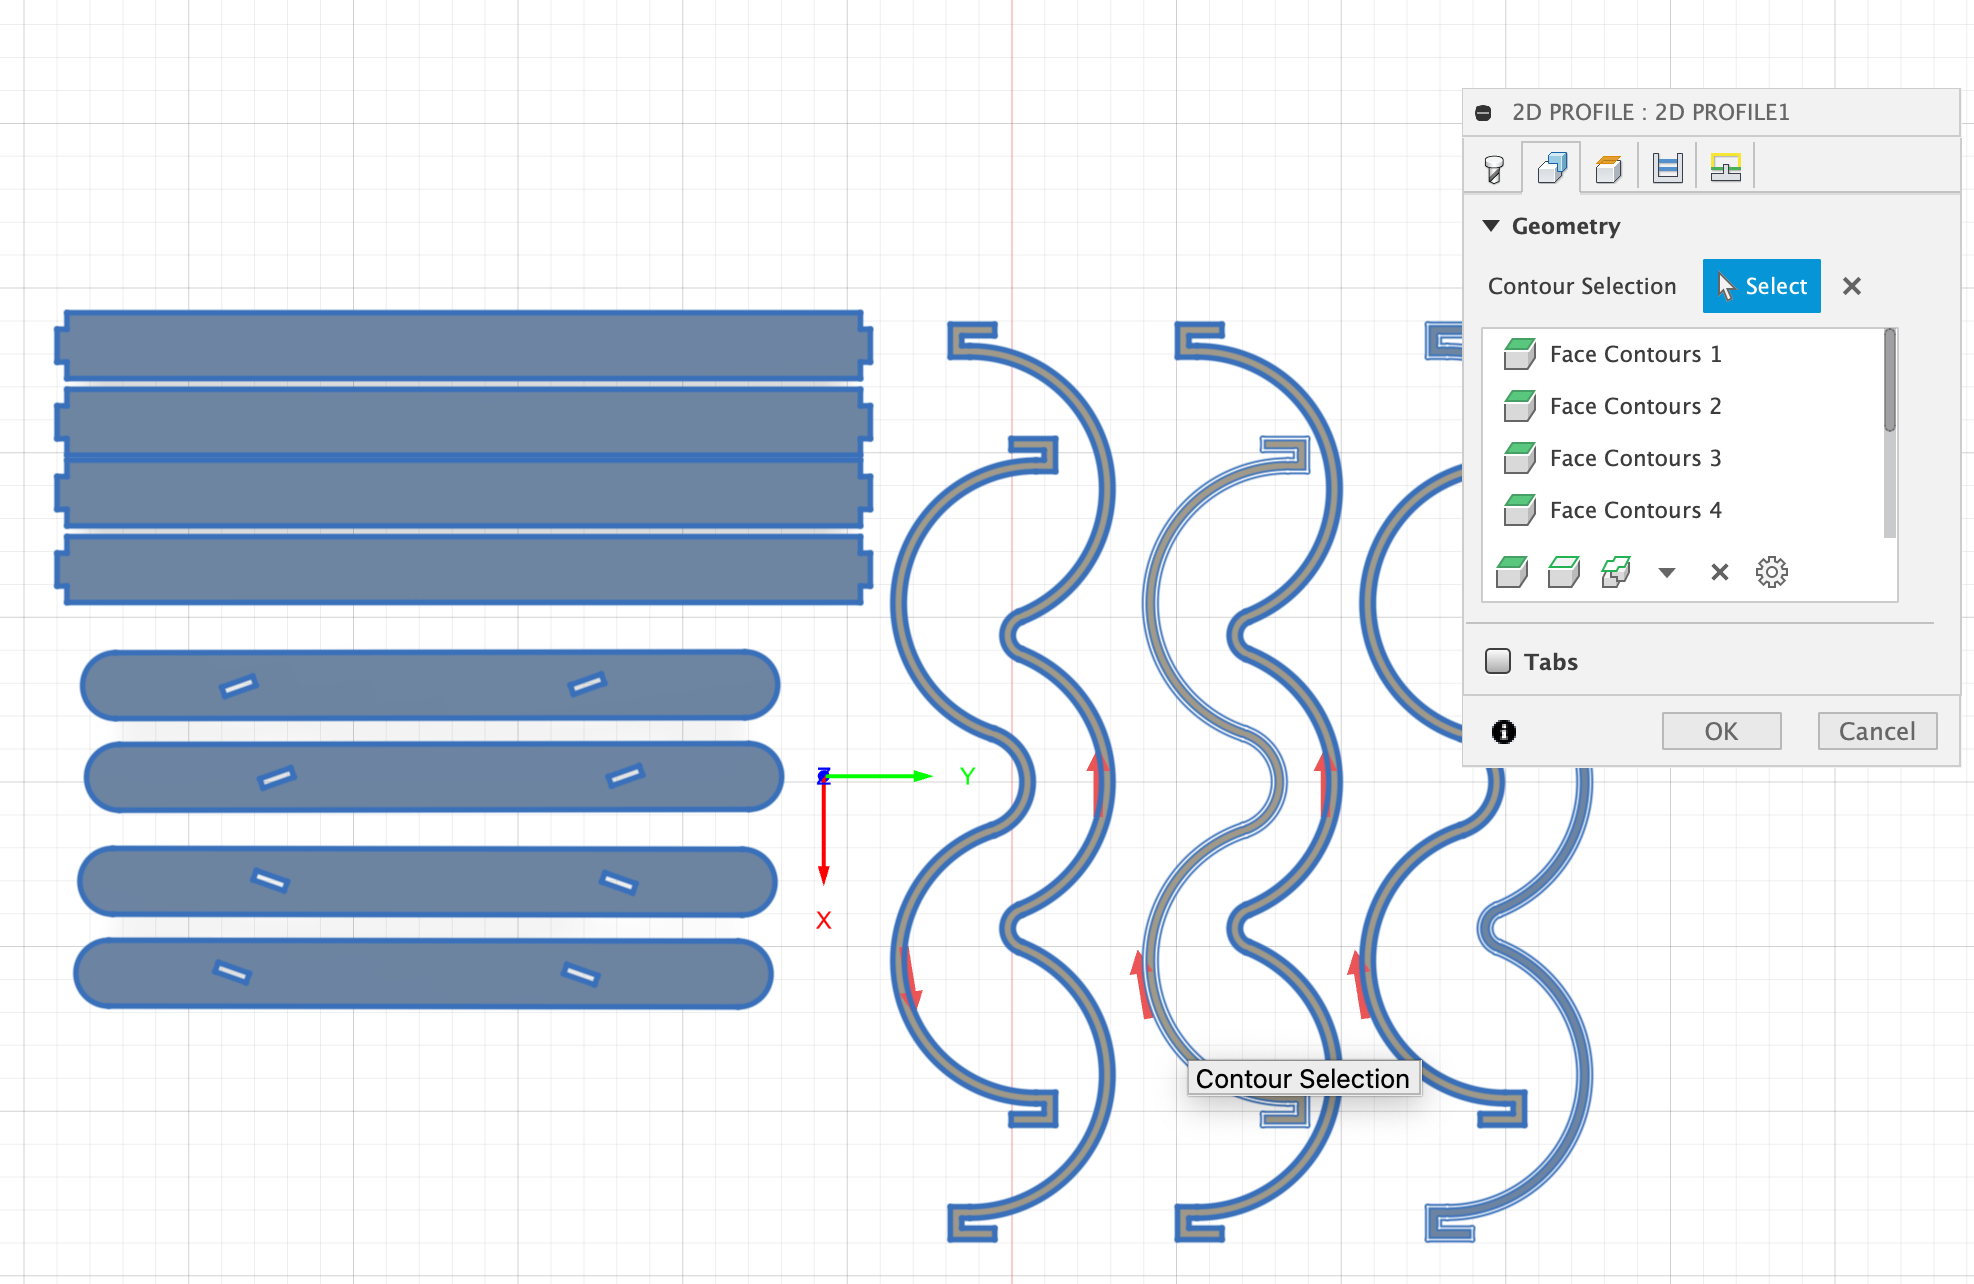 2D PROFILE : 2D PROFILE1
Geometry
Contour Selection
Select
Face Contours 1
Face Contours 2
Face Contours 3
Face Contours 4
Tabs
OK
Cancel
Z
Y
X
Contour Selection